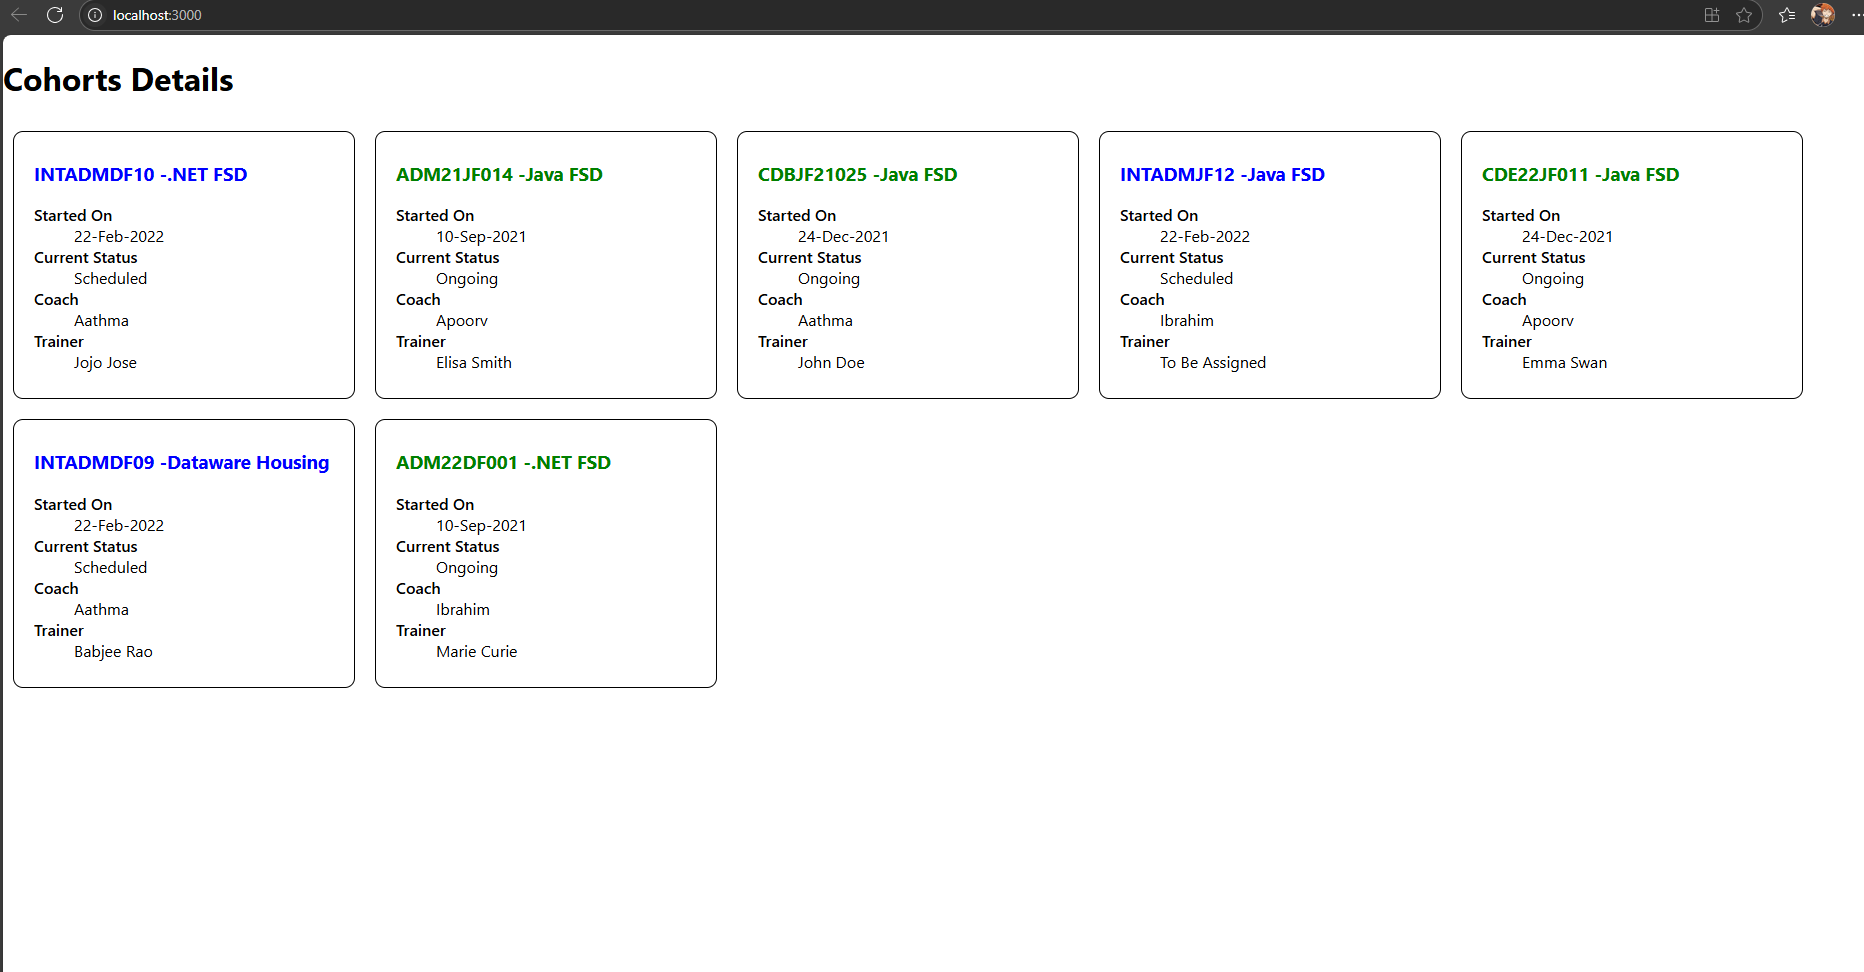 localhost:3000
Cohorts Details
INTADMDF10 -.NET FSD
Started On
22-Feb-2022
Current Status
Scheduled
Coach
Aathma
Trainer
Jojo Jose
ADM21JF014 -Java FSD
Started On
10-Sep-2021
Current Status
Ongoing
Coach
Apoorv
Trainer
Elisa Smith
CDBJF21025 -Java FSD
Started On
24-Dec-2021
Current Status
Ongoing
Coach
Aathma
Trainer
John Doe
INTADMJF12 -Java FSD
Started On
22-Feb-2022
Current Status
Scheduled
Coach
Ibrahim
Trainer
To Be Assigned
CDE22JF011 -Java FSD
Started On
24-Dec-2021
Current Status
Ongoing
Coach
Apoorv
Trainer
Emma Swan
INTADMDF09 -Dataware Housing
Started On
22-Feb-2022
Current Status
Scheduled
Coach
Aathma
Trainer
Babjee Rao
ADM22DF001 -.NET FSD
Started On
10-Sep-2021
Current Status
Ongoing
Coach
Ibrahim
Trainer
Marie Curie